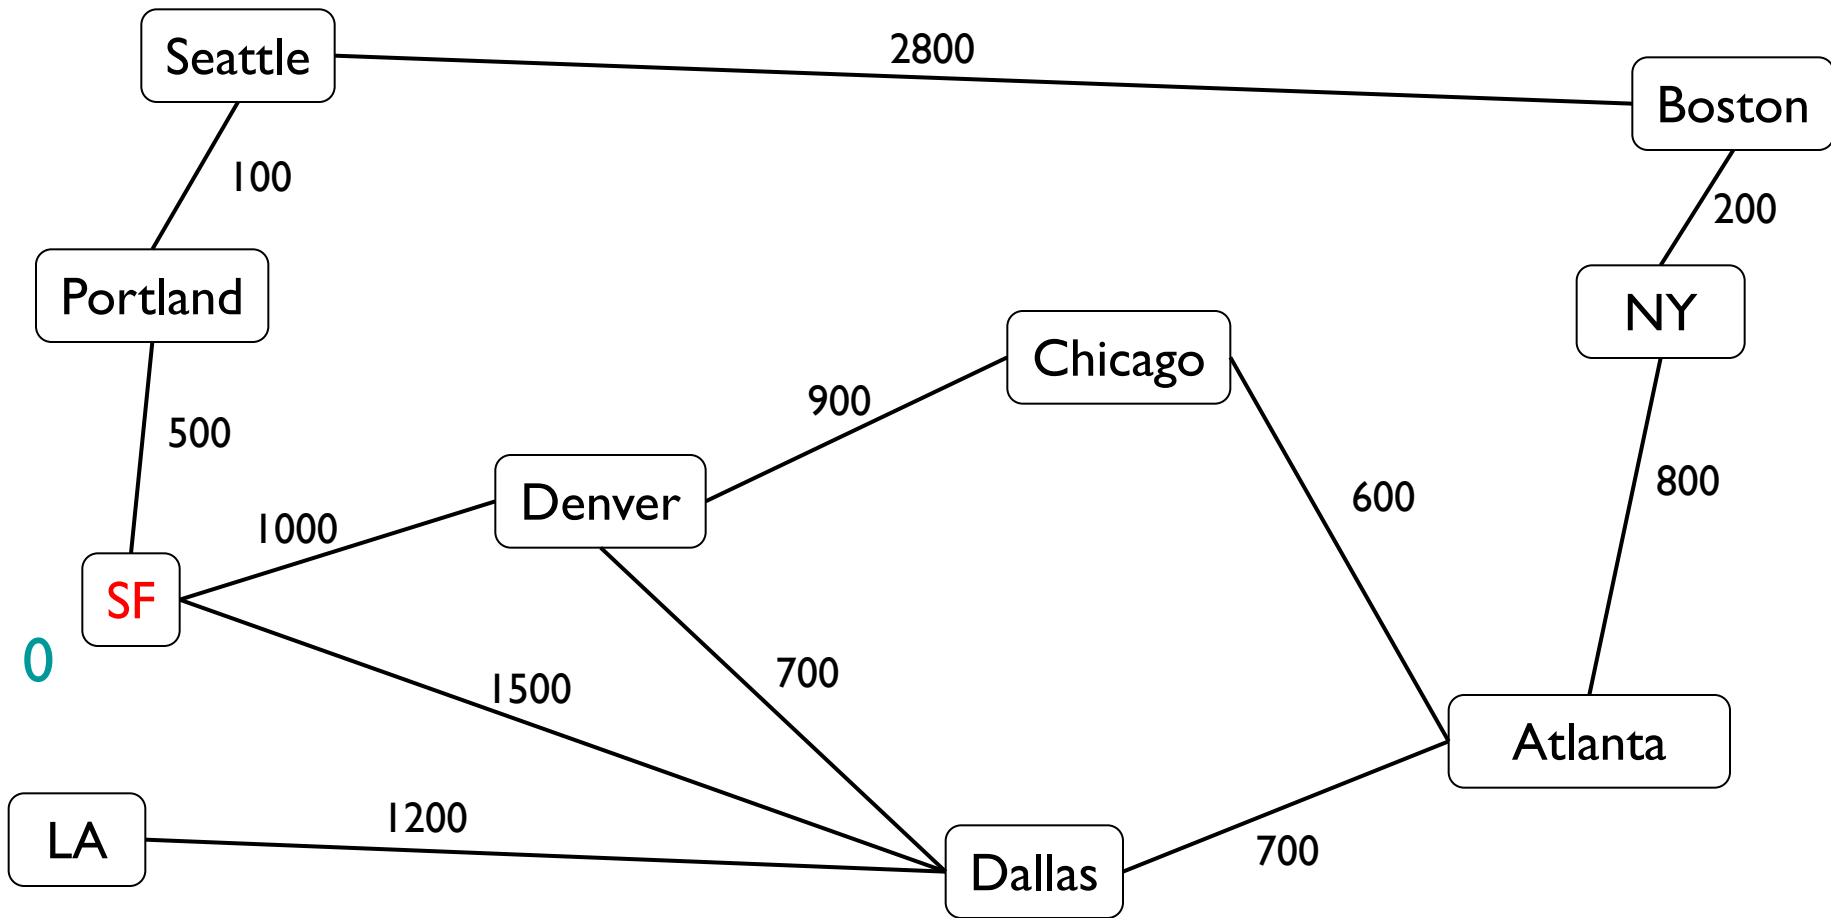 Seattle
2800
Boston
100
200
Portland
NY
Chicago
900
500
Denver
800
600
1000
SF
0
700
1500
Atlanta
LA
1200
Dallas
700